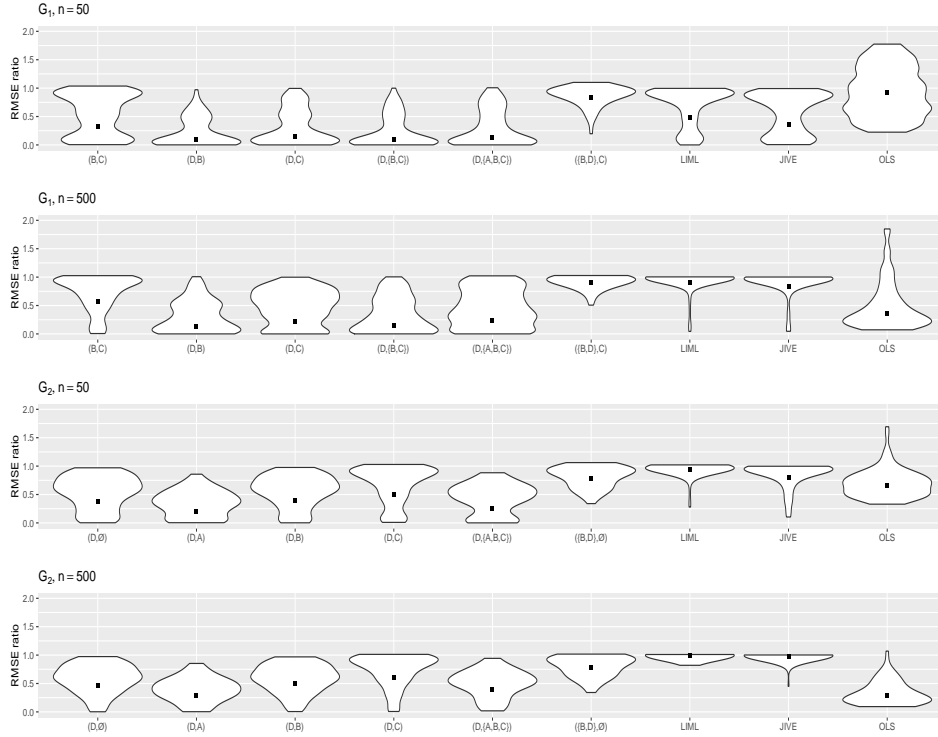 G₁, n = 50
RMSE ratio
2.0
1.5
1.0
0.5
0.0
(B,C) (D,B) (D,C) (D,{B,C}) (D,{A,B,C}) ({B,D},C) LIML JIVE OLS
G₁, n = 500
RMSE ratio
2.0
1.5
1.0
0.5
0.0
(B,C) (D,B) (D,C) (D,{B,C}) (D,{A,B,C}) ({B,D},C) LIML JIVE OLS
G₂, n = 50
RMSE ratio
2.0
1.5
1.0
0.5
0.0
(D,Ø) (D,A) (D,B) (D,C) (D,{A,B,C}) ({B,D},Ø) LIML JIVE OLS
G₂, n = 500
RMSE ratio
2.0
1.5
1.0
0.5
0.0
(D,Ø) (D,A) (D,B) (D,C) (D,{A,B,C}) ({B,D},Ø) LIML JIVE OLS